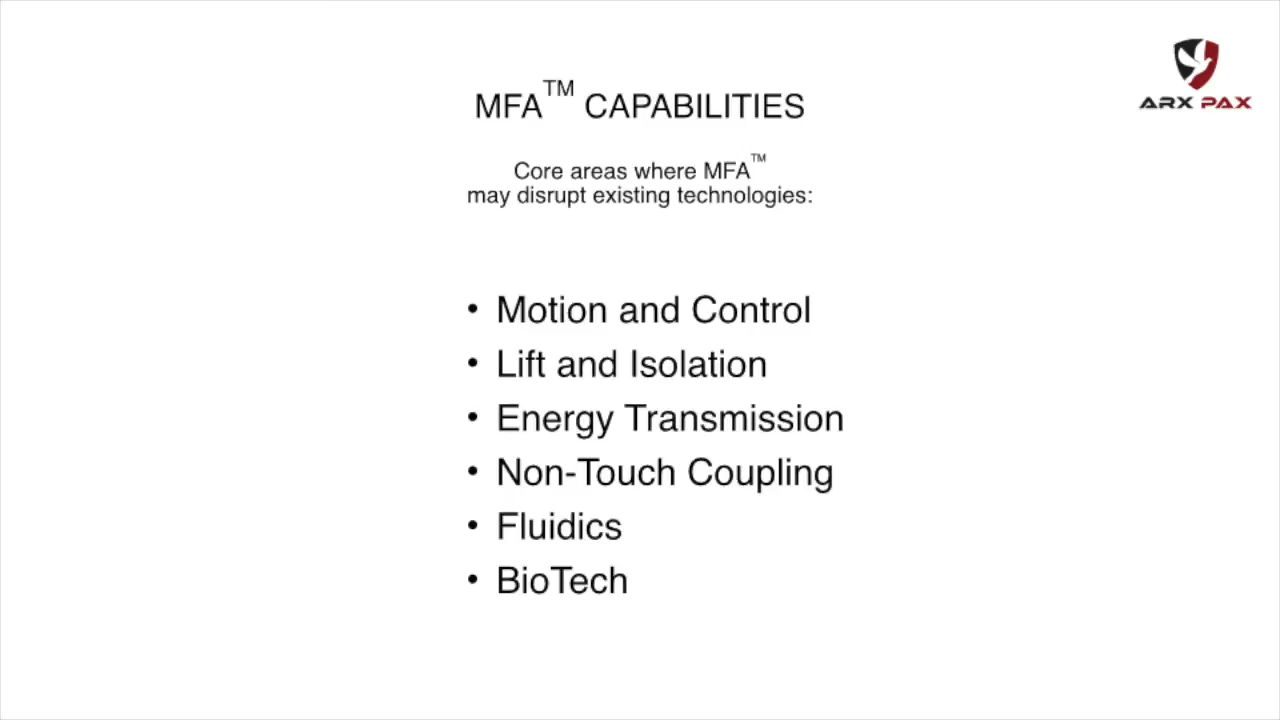 ARX PAX
MFA™ CAPABILITIES
Core areas where MFA™
may disrupt existing technologies:
• Motion and Control
• Lift and Isolation
• Energy Transmission
• Non-Touch Coupling
• Fluidics
• BioTech